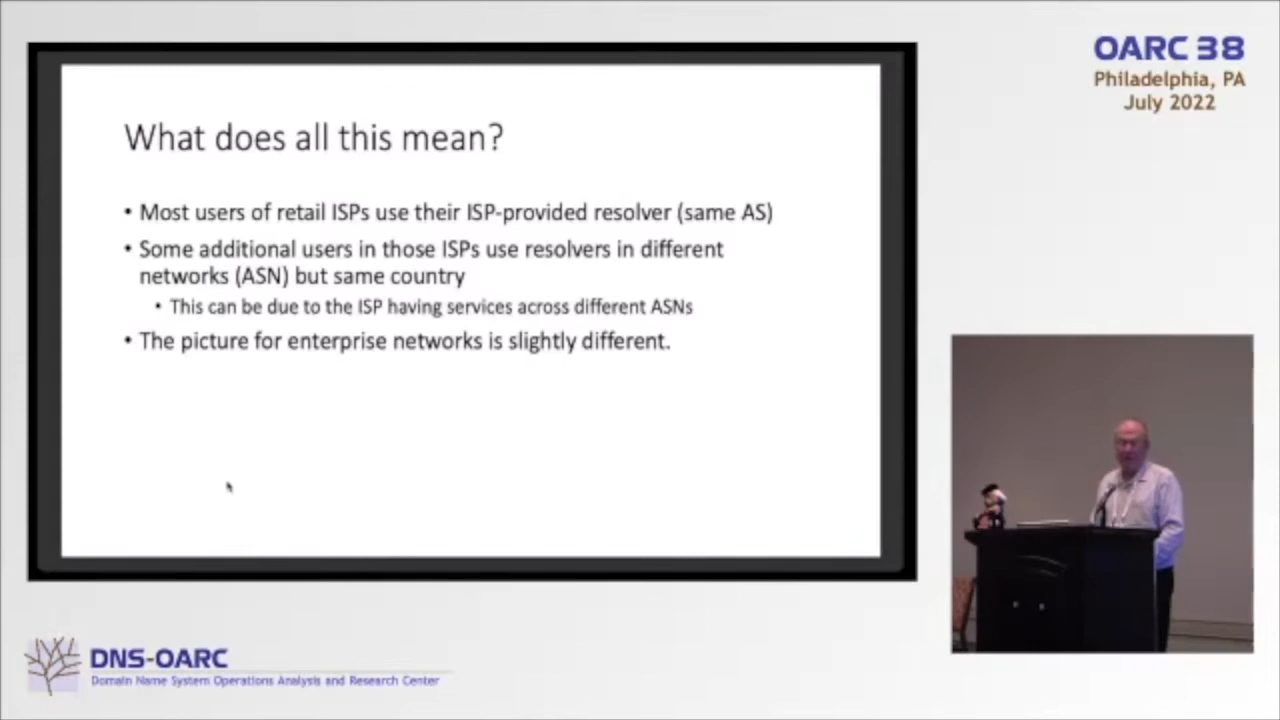 What does all this mean?
• Most users of retail ISPs use their ISP-provided resolver (same AS)
• Some additional users in those ISPs use resolvers in different
networks (ASN) but same country
• This can be due to the ISP having services across different ASNs
• The picture for enterprise networks is slightly different.
OARC 38
Philadelphia, PA
July 2022
DNS-OARC
Domain Name System Operations Analysis and Research Center